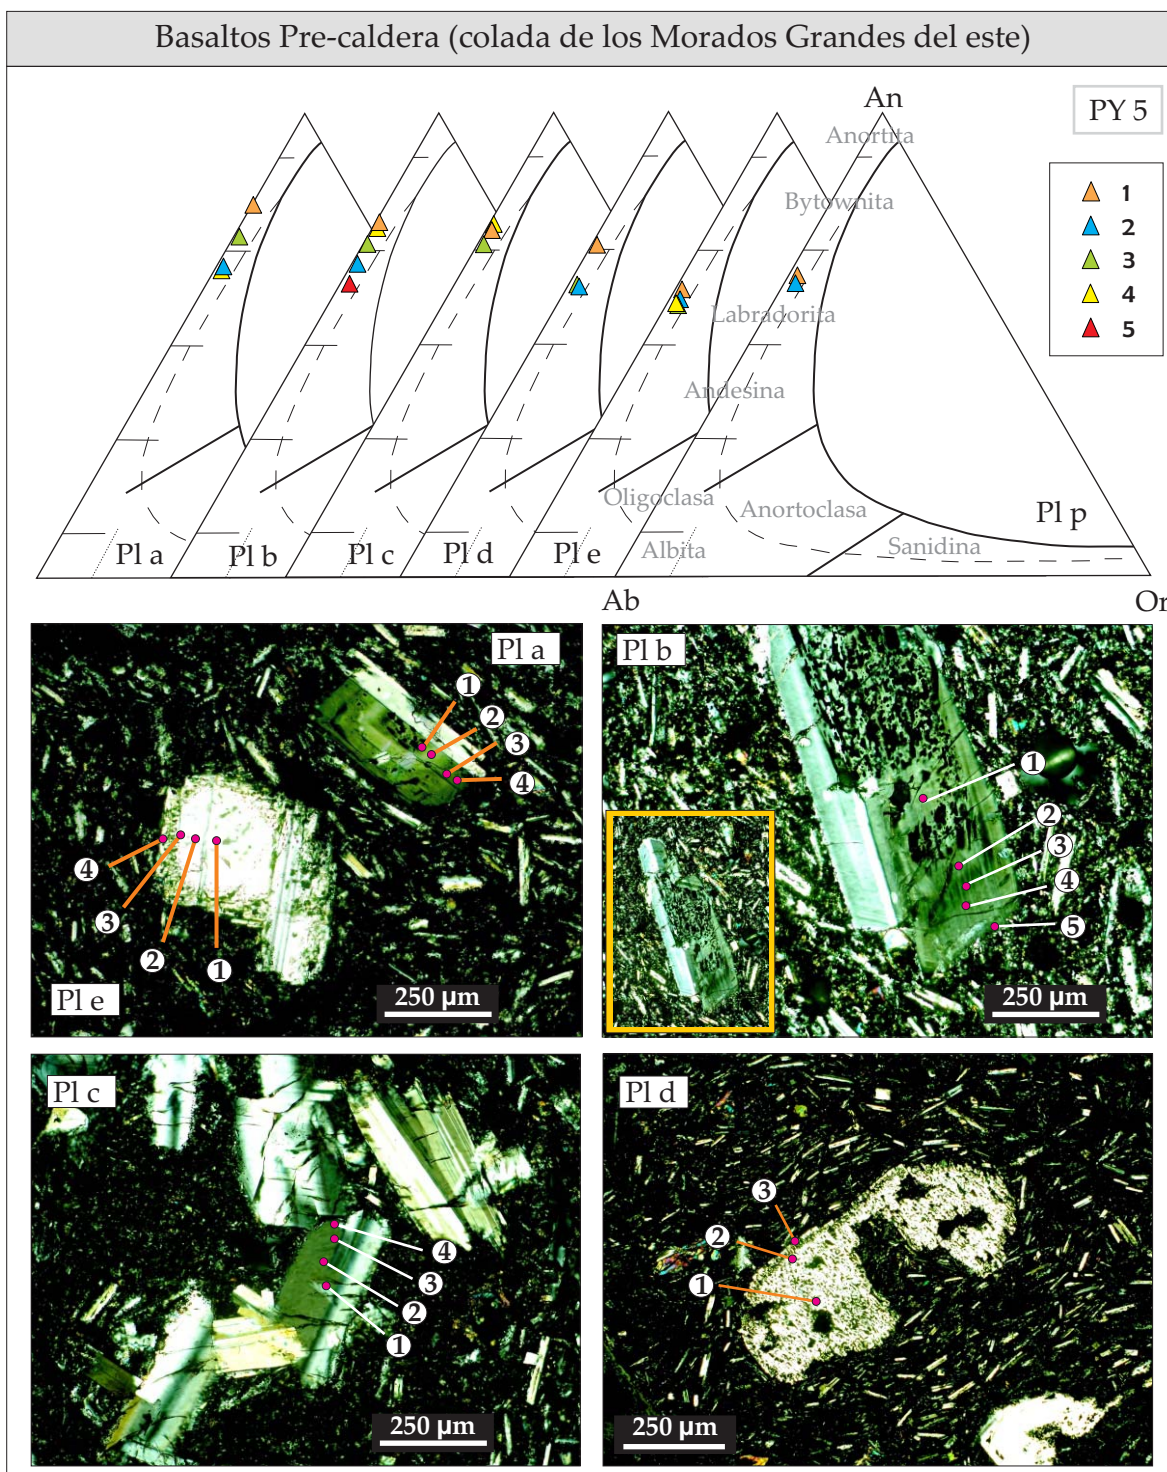 Basaltos Pre-caldera (colada de los Morados Grandes del este)
An
PY 5
Anortita
Bytownita
Labradorita
Andesina
Oligoclasa
Anortoclasa
Albita
Sanidina
1
2
3
4
5
Pl a
Pl b
Pl c
Pl d
Pl e
Pl p
Ab
Or
Pl a
1
2
3
4
4
3
2
1
Pl e
250 µm
Pl b
1
2
3
4
5
250 µm
Pl c
4
3
2
1
250 µm
Pl d
3
2
1
250 µm